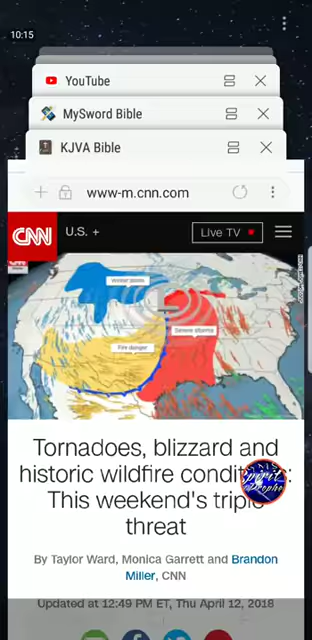 10:15
YouTube
MySword Bible
KJVA Bible
www-m.cnn.com
CNN
U.S. +
Live TV
Winter storm
Severe storms
Fire danger
Tornadoes, blizzard and
historic wildfire conditions:
This weekend's triple
threat
By Taylor Ward, Monica Garrett and Brandon
Miller, CNN
Updated at 12:49 PM ET, Thu April 12, 2018